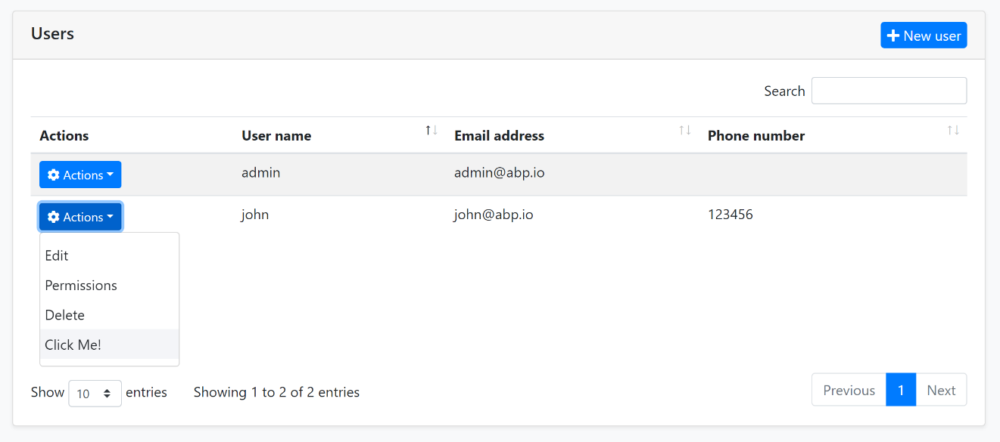 Users
New user
Search
Actions User name Email address Phone number
Actions admin admin@abp.io
Actions john john@abp.io 123456
Edit
Permissions
Delete
Click Me!
Show 10 entries Showing 1 to 2 of 2 entries Previous 1 Next